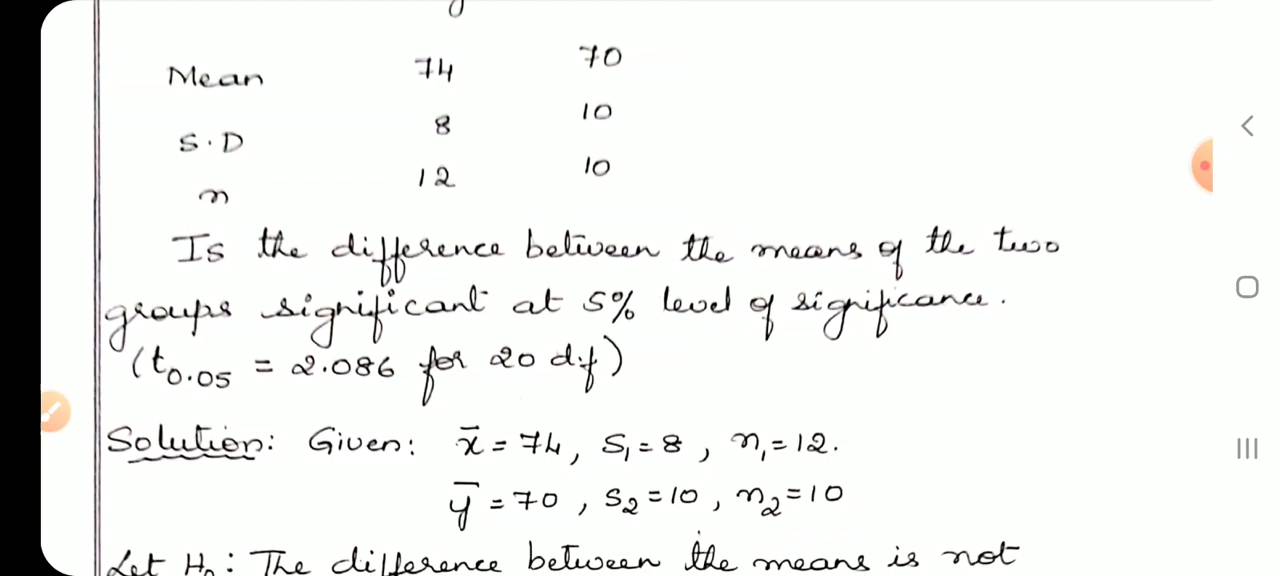 Mean 74 70
S.D 8 10
n 12 10
Is the difference between the means of the two
groups significant at 5% level of significance.
(t0.05 = 2.086 for 20 d.f)
Solution: Given: x̄ = 74, S₁ = 8, n₁ = 12.
ȳ = 70, S₂ = 10, n₂ = 10
Let H₀: The difference between the means is not